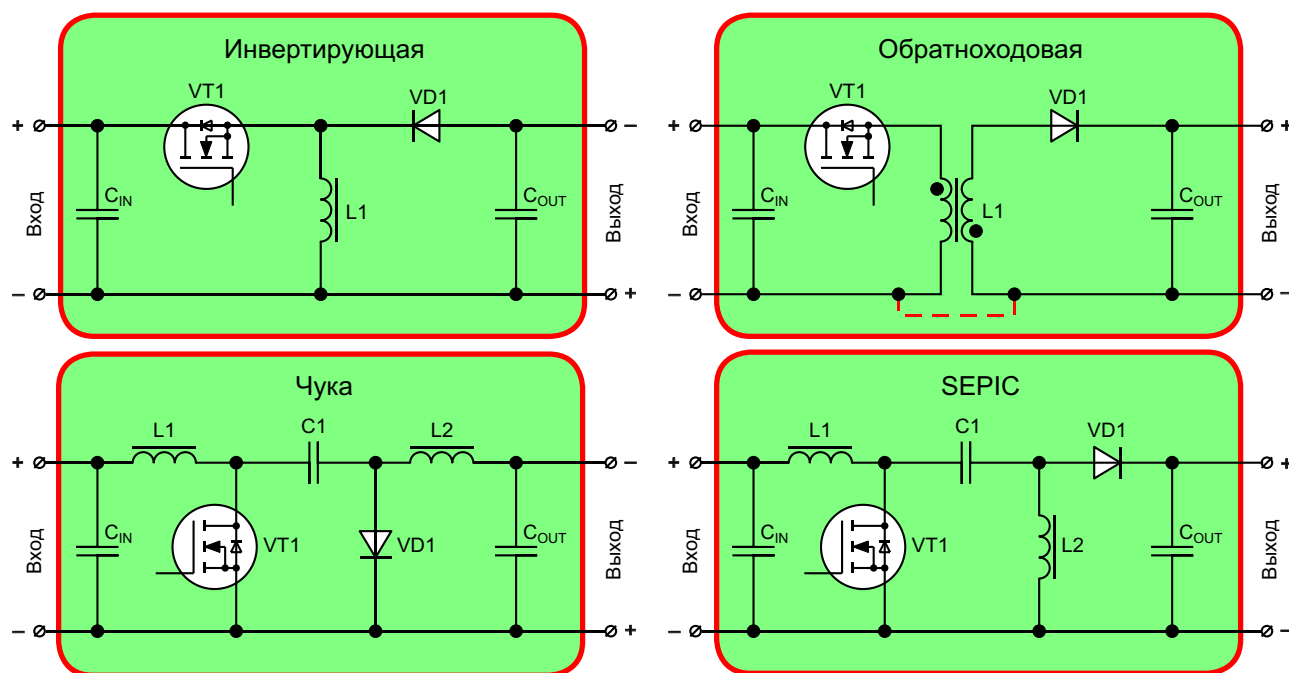 Инвертирующая
VT1
VD1
+
–
Вход
C_IN
L1
C_OUT
Выход
–
+
Обратноходовая
VT1
VD1
+
+
Вход
C_IN
L1
C_OUT
Выход
–
–
Чука
L1
C1
L2
+
–
Вход
C_IN
VT1
VD1
C_OUT
Выход
–
+
SEPIC
L1
C1
VD1
+
+
Вход
C_IN
VT1
L2
C_OUT
Выход
–
–